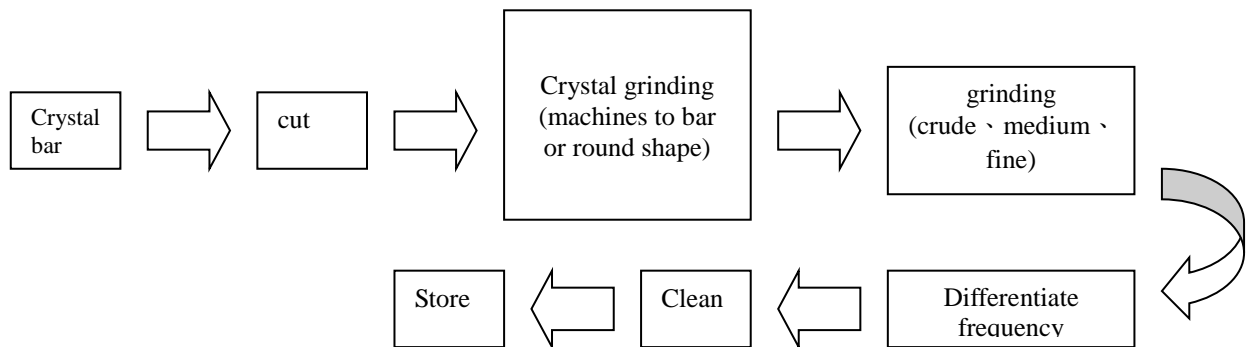 Crystal
bar
cut
Crystal grinding
(machines to bar
or round shape)
grinding
(crude、medium、
fine)
Differentiate
frequency
Clean
Store